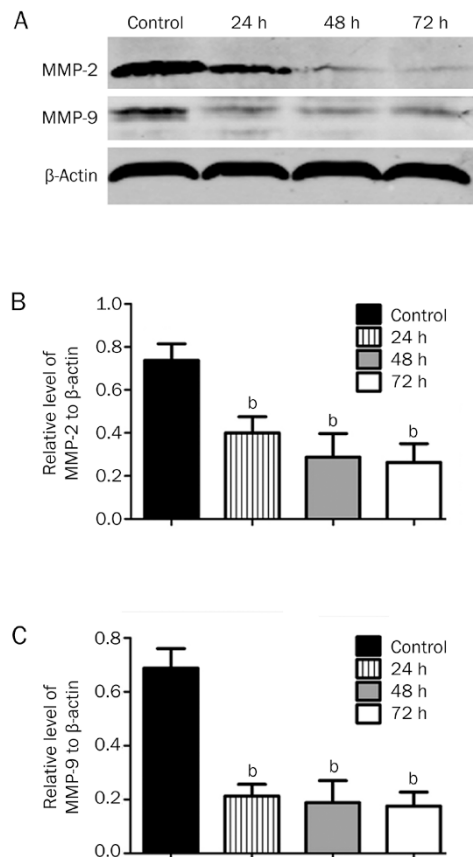 A
Control 24 h 48 h 72 h
MMP-2
MMP-9
β-Actin
B
Relative level of
MMP-2 to β-actin
1.0
0.8
0.6
0.4
0.2
0.0
b
b
b
Control
24 h
48 h
72 h
C
Relative level of
MMP-9 to β-actin
0.8
0.6
0.4
0.2
0.0
b
b
b
Control
24 h
48 h
72 h